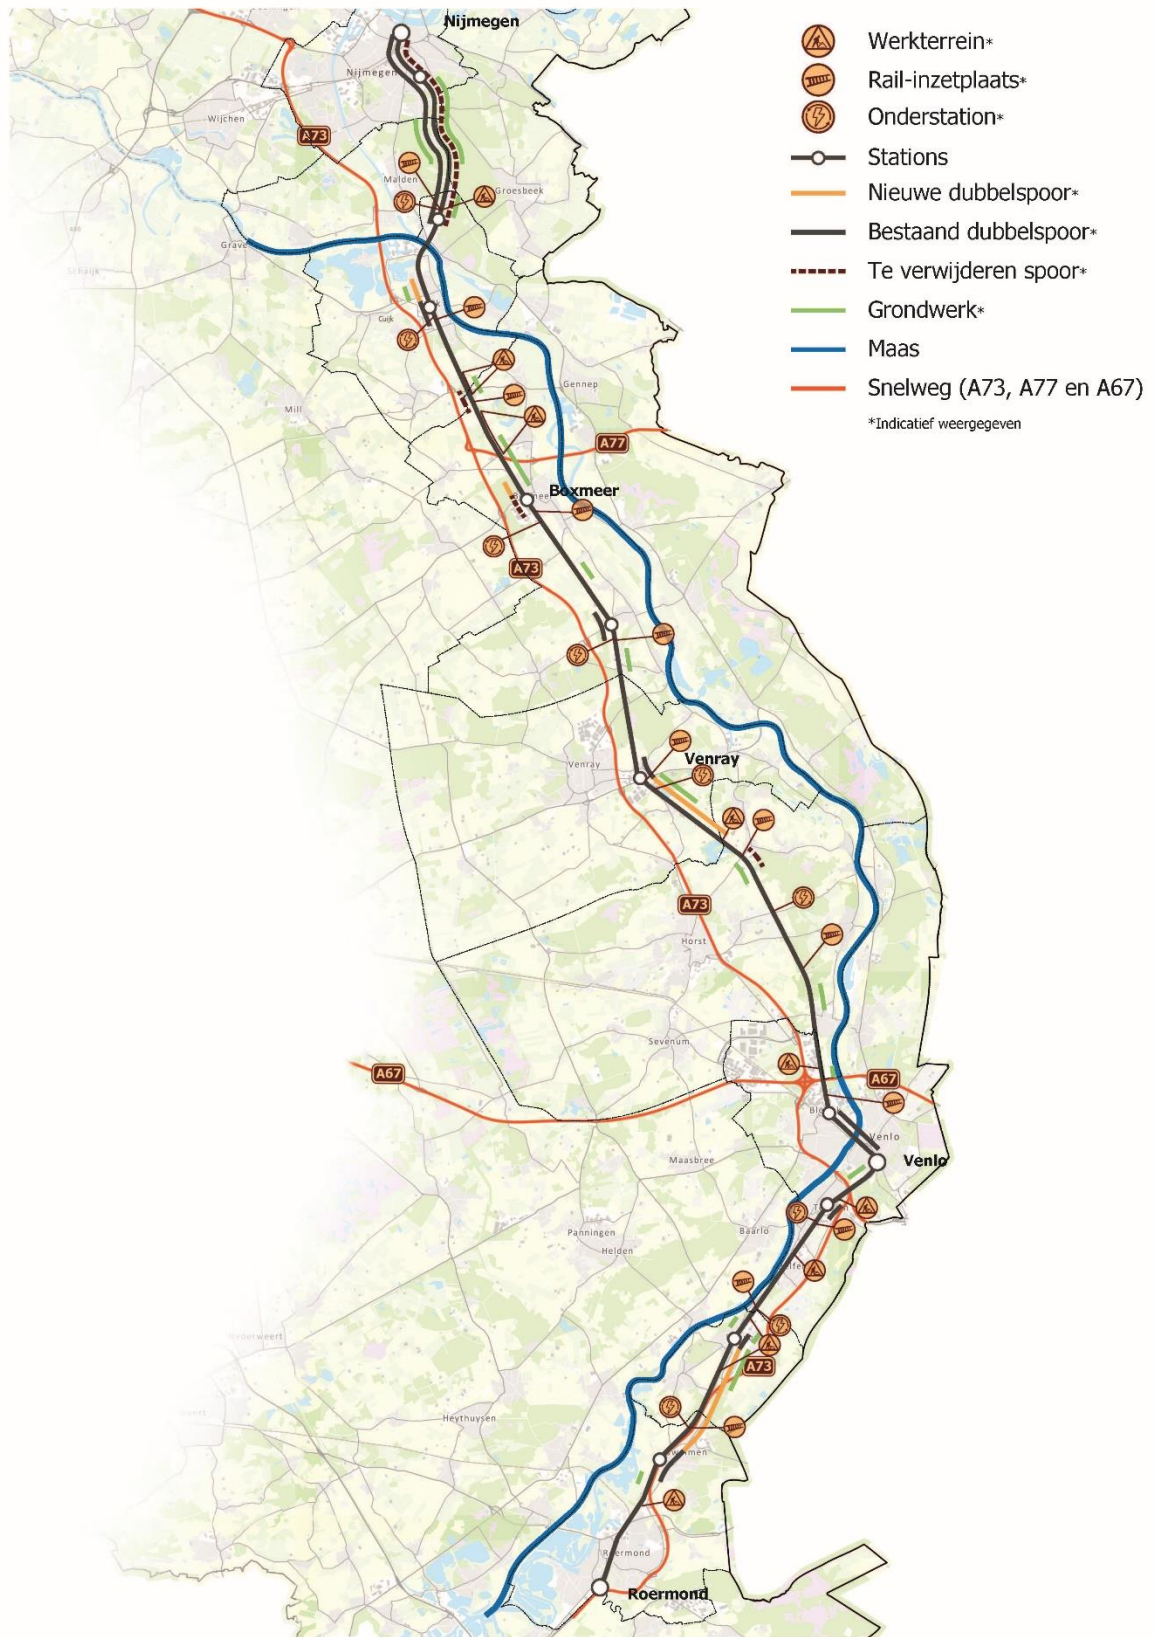 Nijmegen
Nijmegen
Wijchen
A73
Malden
Groesbeek
Grave
Schaijk
Cuijk
Mill
Gennep
A77
Boxmeer
A73
Venray
Venray
A73
Horst
Sevenum
A67
A67
Venlo
Venlo
Maasbree
Baarlo
Panningen
Helden
A73
Heythuysen
Roermond
Roermond
Werkterrein*
Rail-inzetplaats*
Onderstation*
Stations
Nieuwe dubbelspoor*
Bestaand dubbelspoor*
Te verwijderen spoor*
Grondwerk*
Maas
Snelweg (A73, A77 en A67)
*Indicatief weergegeven